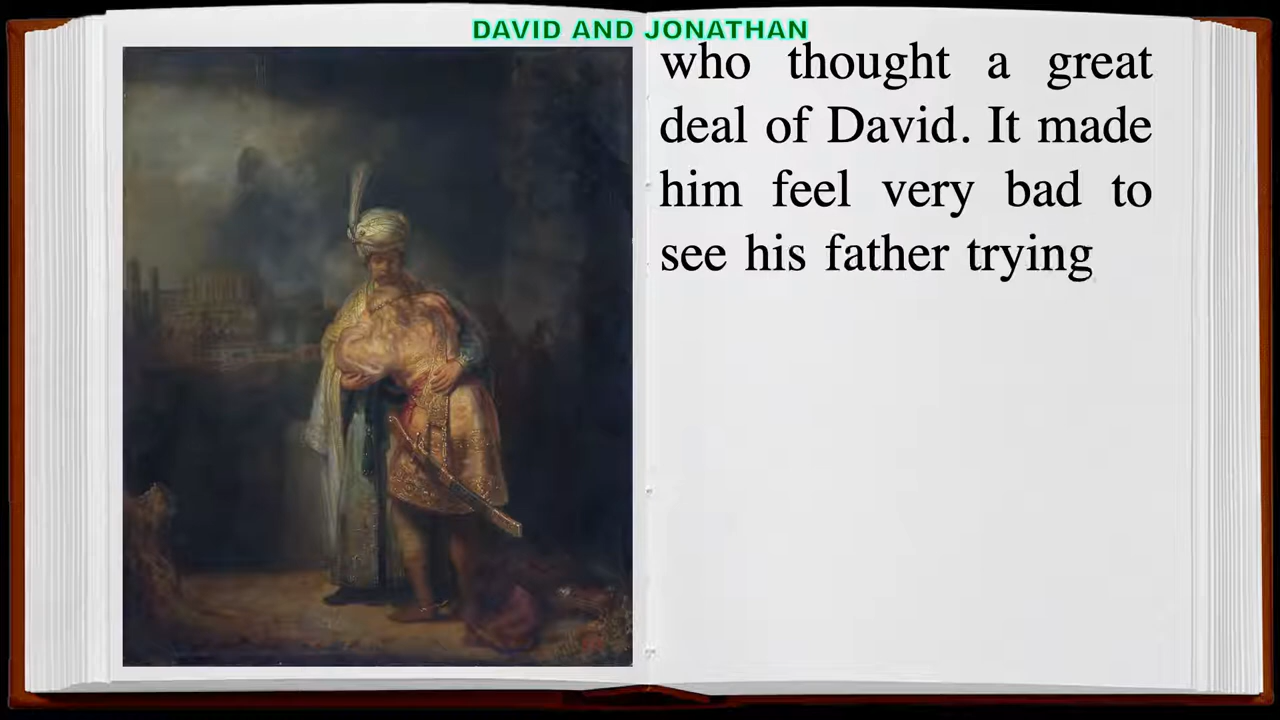 DAVID AND JONATHAN
who thought a great
deal of David. It made
him feel very bad to
see his father trying